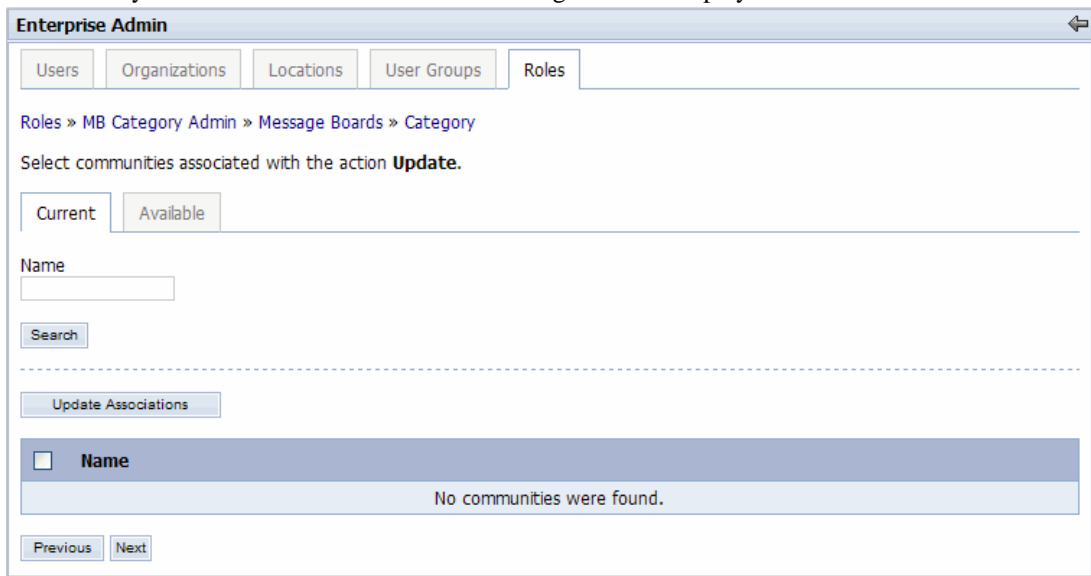 Enterprise Admin
Users Organizations Locations User Groups Roles
Roles » MB Category Admin » Message Boards » Category
Select communities associated with the action Update.
Current Available
Name
Search
Update Associations
Name
No communities were found.
Previous Next